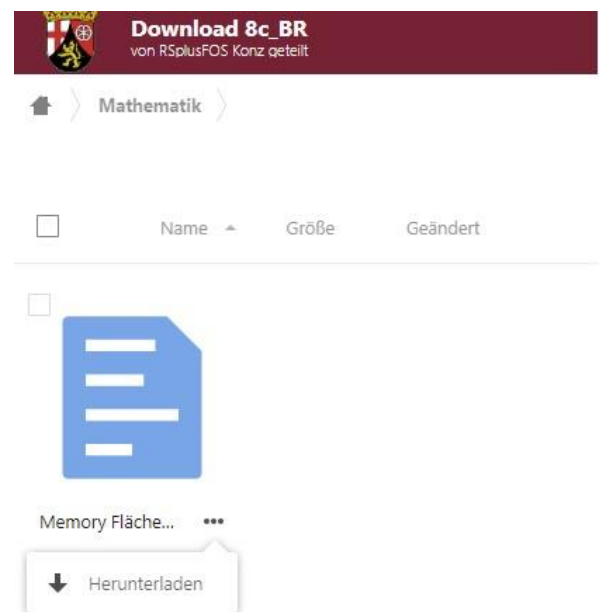 Download 8c_BR
von RSplusFOS Konz geteilt
Mathematik
Name Größe Geändert
Memory Fläche... •••
Herunterladen